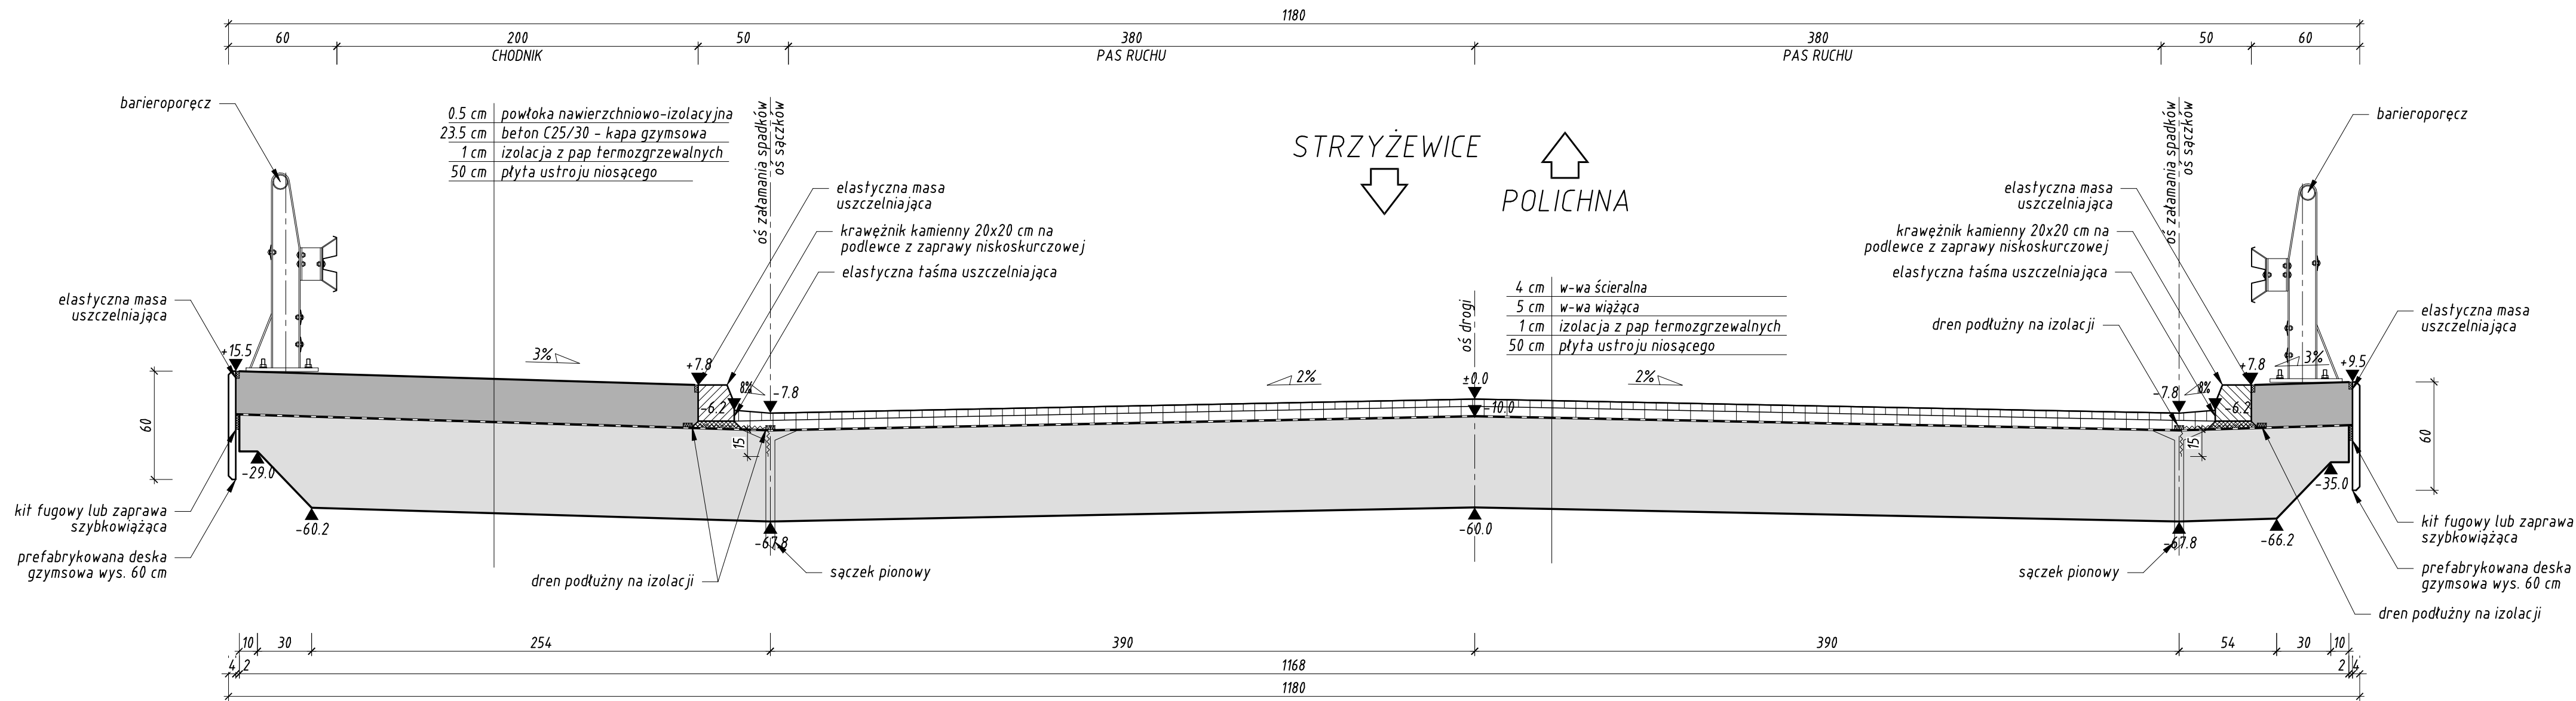 1180
60
200
50
380
380
50
60
CHODNIK
PAS RUCHU
PAS RUCHU
barieroporęcz
0.5 cm powłoka nawierzchniowo-izolacyjna
23.5 cm beton C25/30 - kapa gzymsowa
1 cm izolacja z pap termozgrzewalnych
50 cm płyta ustroju niosącego
oś załamania spadków
oś sączków
elastyczna masa
uszczelniająca
krawężnik kamienny 20x20 cm na
podlewce z zaprawy niskoskurczowej
elastyczna taśma uszczelniająca
STRZYŻEWICE
POLICHNA
oś drogi
4 cm w-wa ścieralna
5 cm w-wa wiążąca
1 cm izolacja z pap termozgrzewalnych
50 cm płyta ustroju niosącego
oś załamania spadków
oś sączków
elastyczna masa
uszczelniająca
krawężnik kamienny 20x20 cm na
podlewce z zaprawy niskoskurczowej
elastyczna taśma uszczelniająca
dren podłużny na izolacji
barieroporęcz
elastyczna masa
uszczelniająca
elastyczna masa
uszczelniająca
+15.5
3%
+7.8
8%
-7.8
-6.2
2%
±0.0
-10.0
2%
-7.8
8%
+7.8
-6.2
3%
+9.5
60
15
15
60
-29.0
-60.2
-67.8
-60.0
-67.8
-66.2
-35.0
kit fugowy lub zaprawa
szybkowiążąca
prefabrykowana deska
gzymsowa wys. 60 cm
dren podłużny na izolacji
sączek pionowy
sączek pionowy
kit fugowy lub zaprawa
szybkowiążąca
prefabrykowana deska
gzymsowa wys. 60 cm
dren podłużny na izolacji
10
30
254
390
390
54
30
10
4
2
1168
2
4
1180